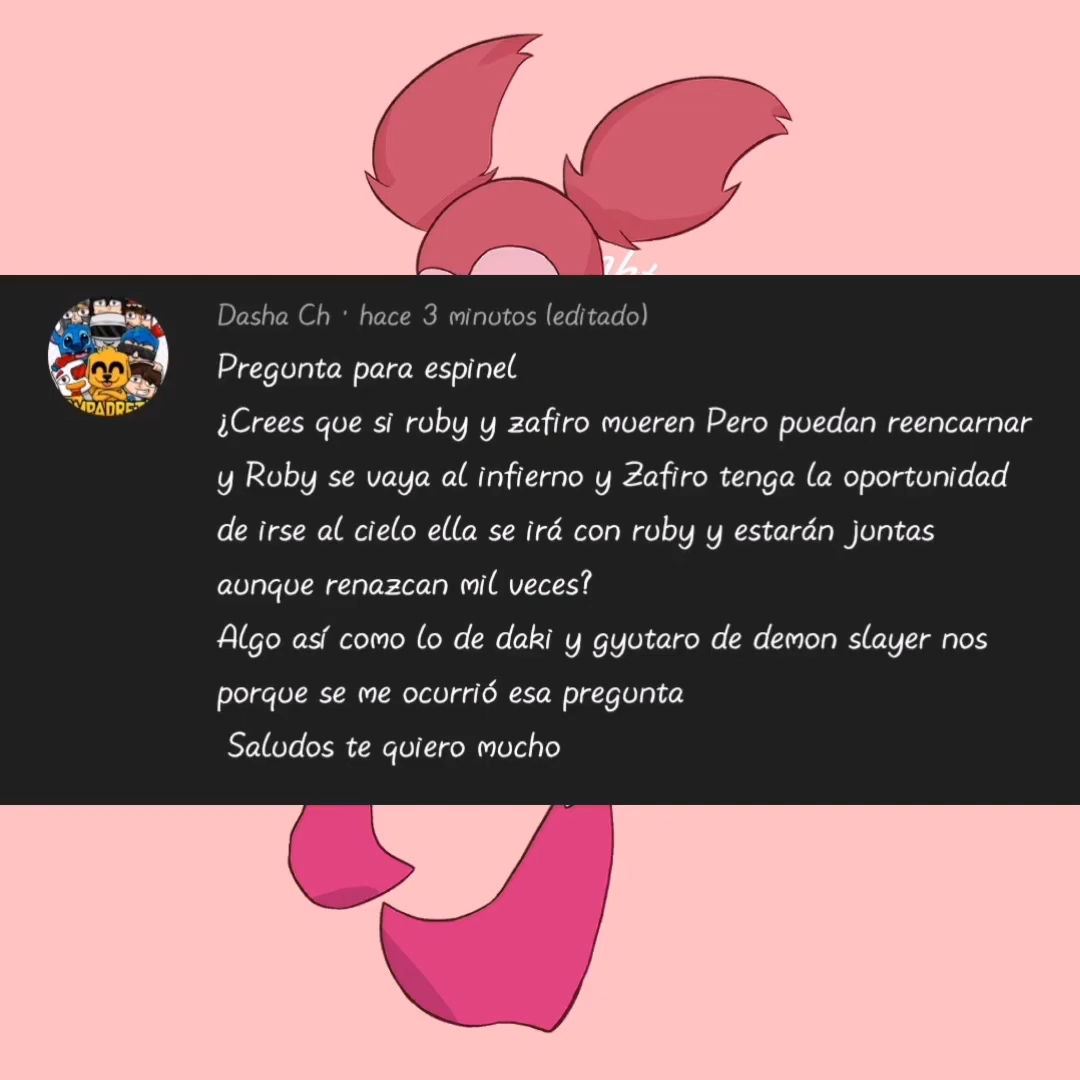 Dasha Ch · hace 3 minutos (editado)
Pregunta para espinel
¿Crees que si ruby y zafiro mueren Pero puedan reencarnar
y Ruby se vaya al infierno y Zafiro tenga la oportunidad
de irse al cielo ella se irá con ruby y estarán juntas
aunque renazcan mil veces?
Algo así como lo de daki y gyutaro de demon slayer nos
porque se me ocurrió esa pregunta
Saludos te quiero mucho